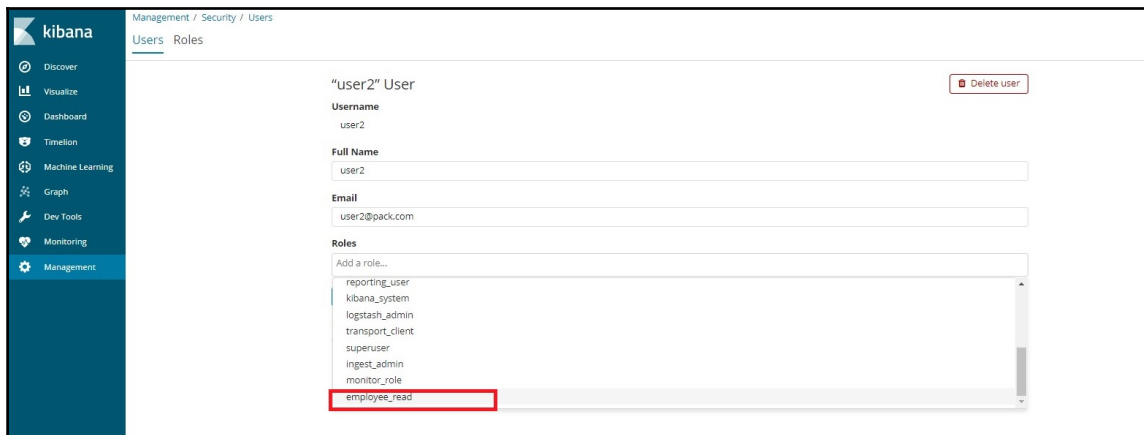 kibana
Discover
Visualize
Dashboard
Timelion
Machine Learning
Graph
Dev Tools
Monitoring
Management
Management / Security / Users
Users Roles
“user2” User
Delete user
Username
user2
Full Name
user2
Email
user2@pack.com
Roles
Add a role...
reporting_user
kibana_system
logstash_admin
transport_client
superuser
ingest_admin
monitor_role
employee_read